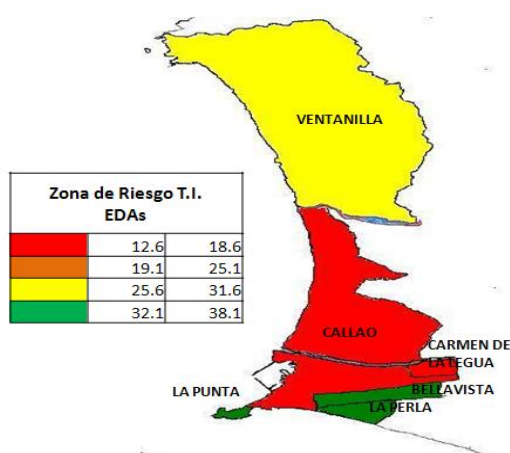 VENTANILLA
Zona de Riesgo T.I.
EDAs
12.6 18.6
19.1 25.1
25.6 31.6
32.1 38.1
CALLAO
CARMEN DE
LA LEGUA
LA PUNTA
BELLAVISTA
LA PERLA